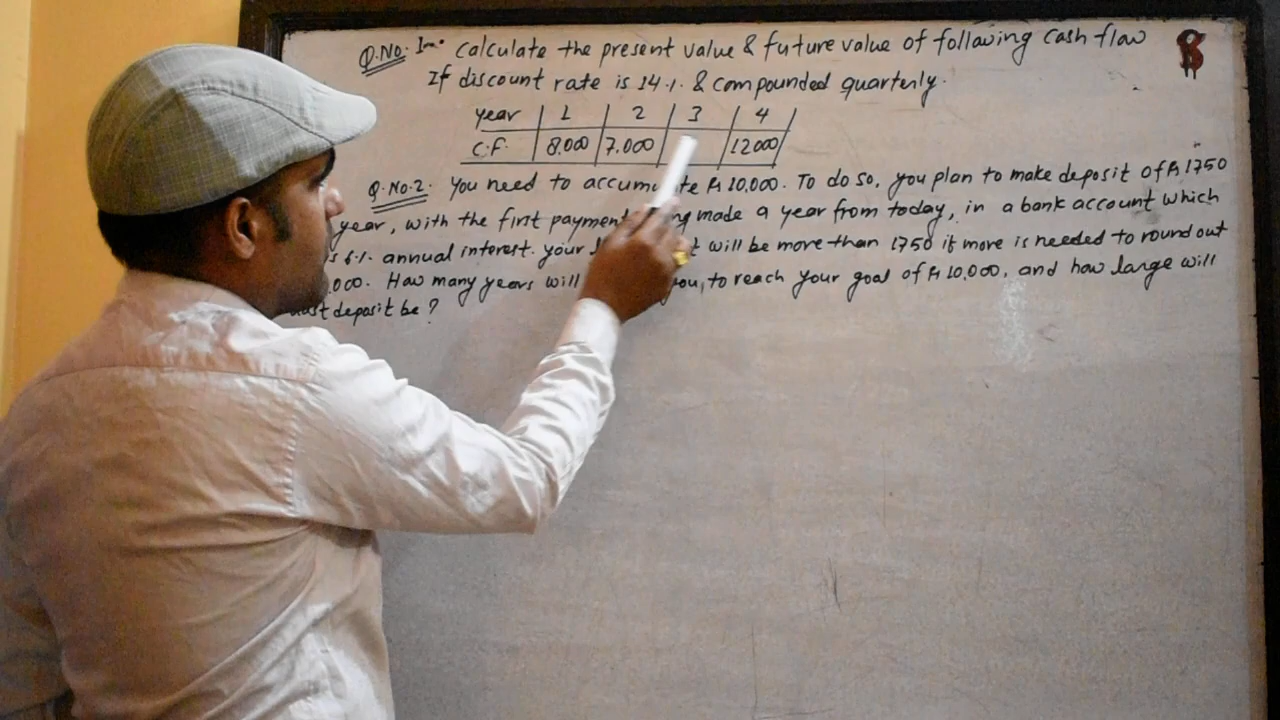 Q.No. 1:- Calculate the present value & future value of following cash flow
If discount rate is 14%. & compounded quarterly.
year | 1 | 2 | 3 | 4
C.F. | 8.000 | 7.000 | | 12000
Q.No.2. You need to accumulate Rs 10,000. To do so, you plan to make deposit of Rs 1750
year, with the first payment made a year from today, in a bank account which
6%. annual interest. your will be more than 1750 if more is needed to round out
.000. How many years will you, to reach your goal of Rs 10,000, and how large will
deposit be?
B